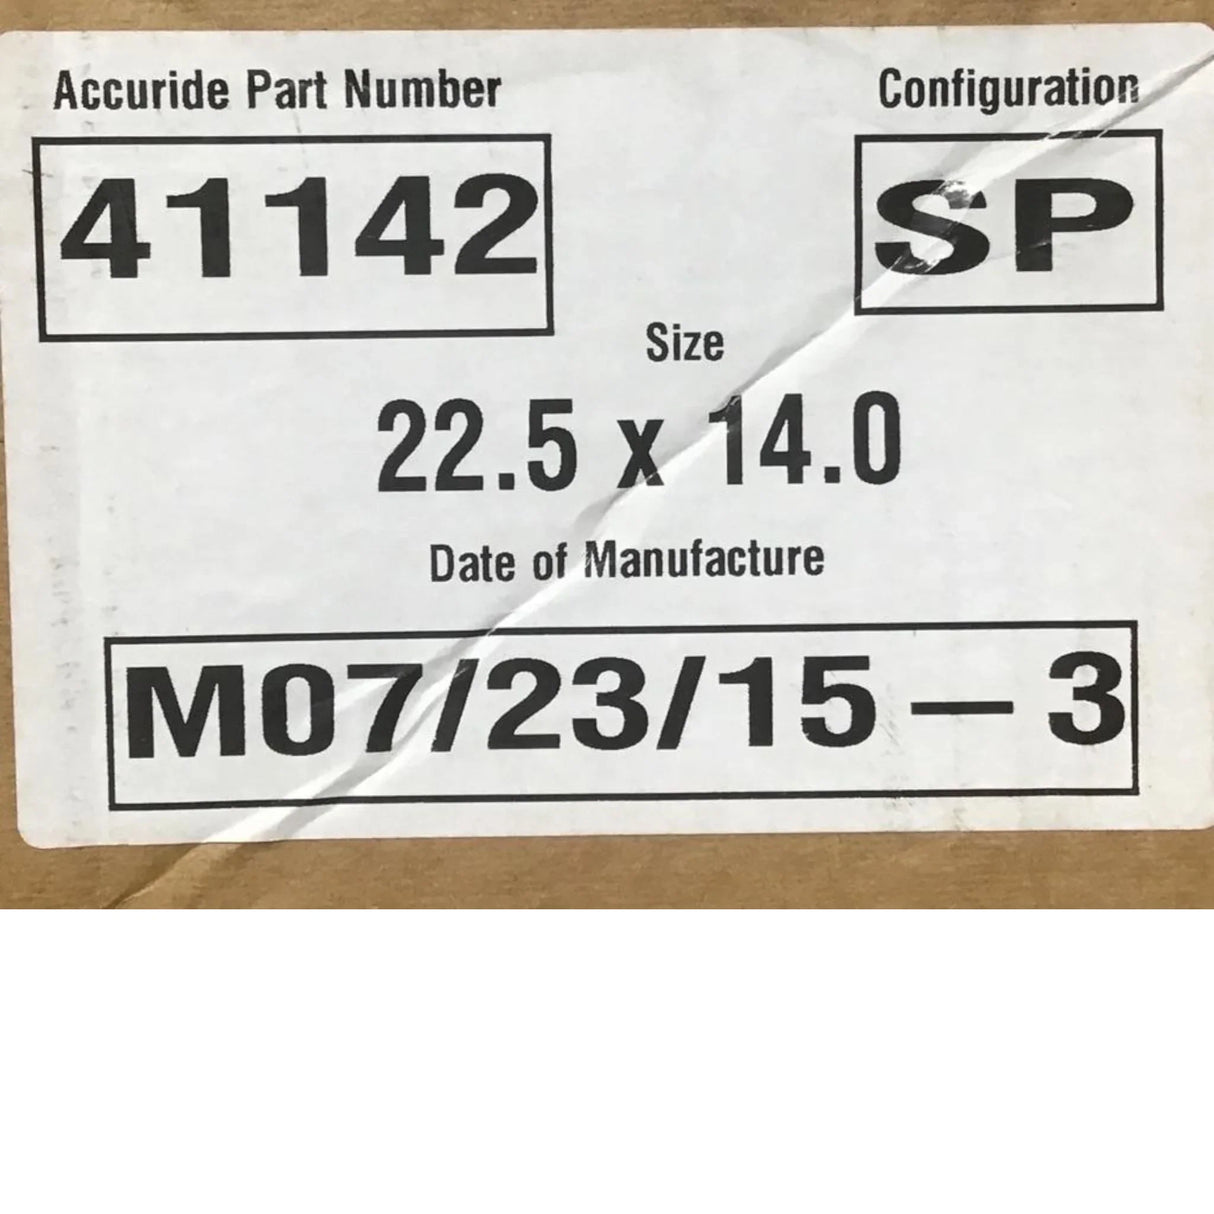 Accuride Part Number Configuration
41142 SP
Size
22.5 x 14.0
Date of Manufacture
M07/23/15 – 3